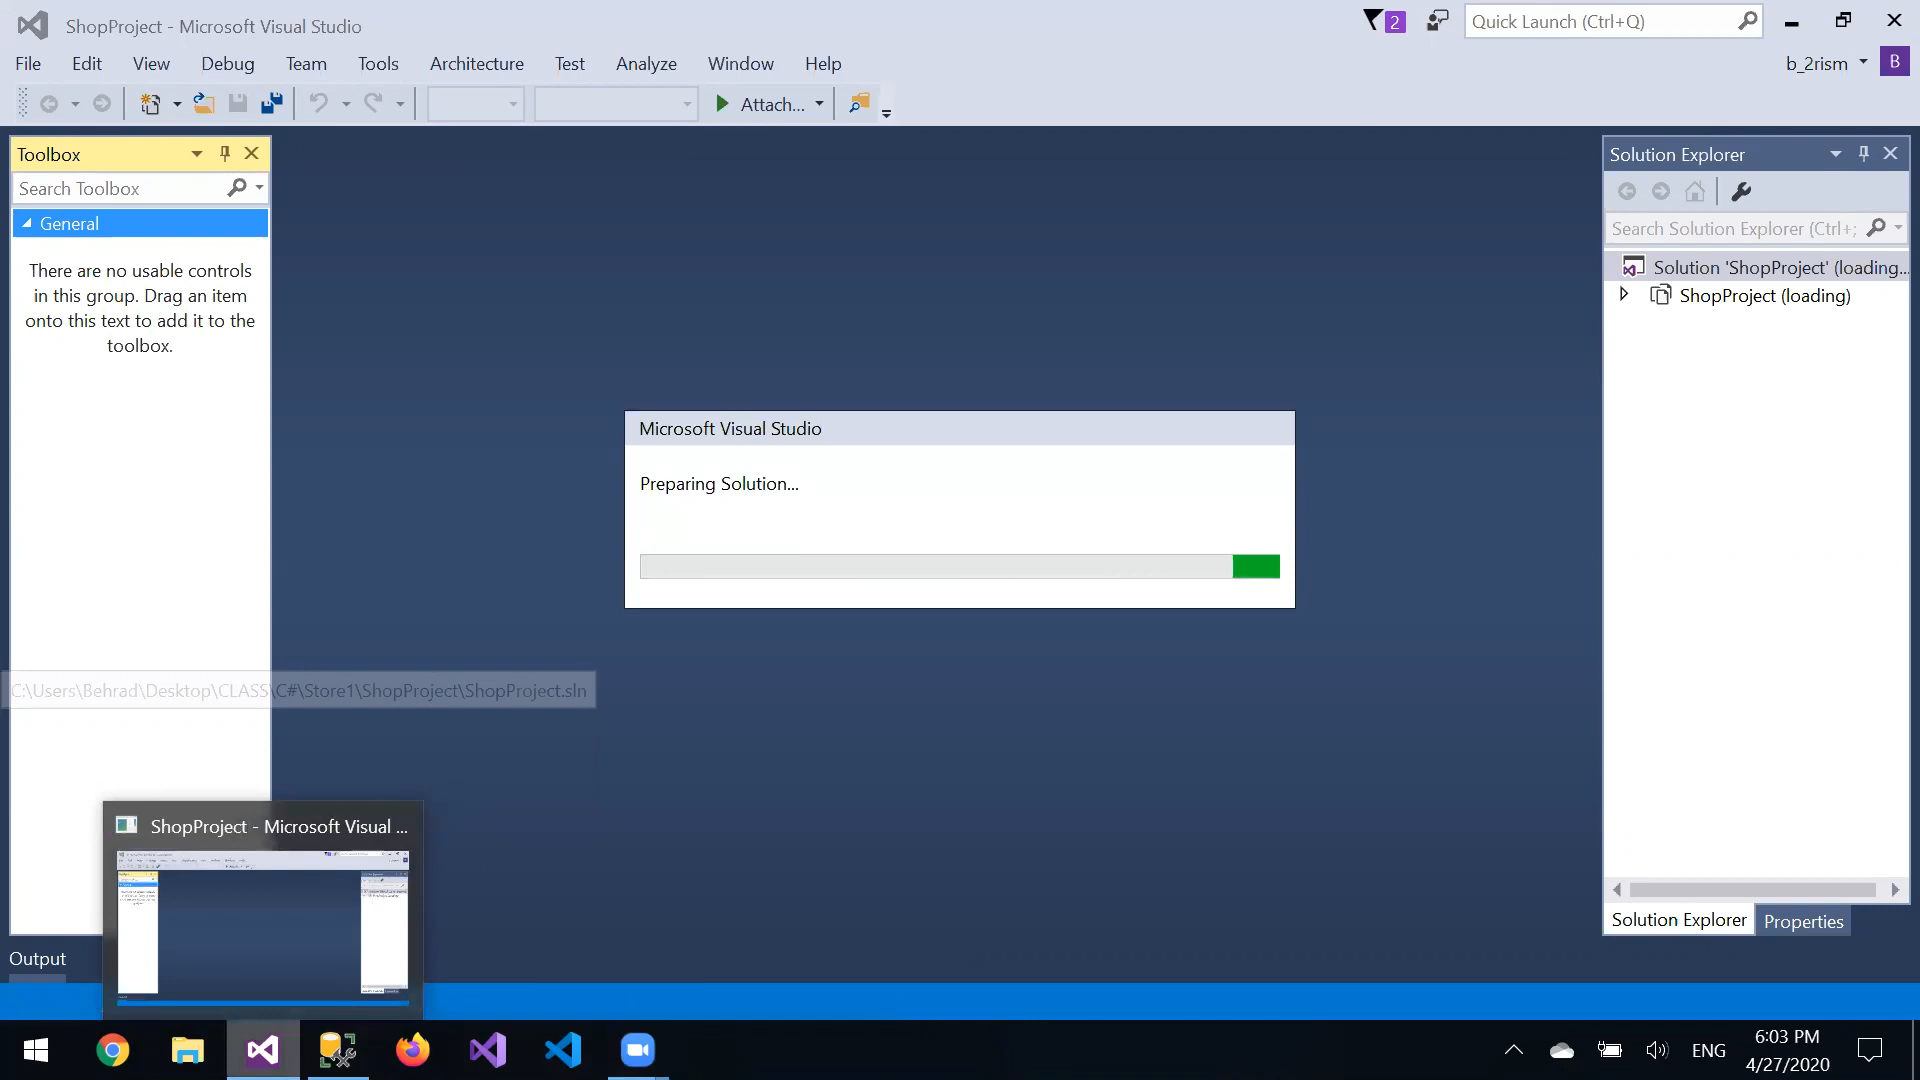 ShopProject - Microsoft Visual Studio
2
Quick Launch (Ctrl+Q)
File Edit View Debug Team Tools Architecture Test Analyze Window Help
b_2rism B
Attach...
Toolbox
Search Toolbox
General
There are no usable controls
in this group. Drag an item
onto this text to add it to the
toolbox.
Microsoft Visual Studio
Preparing Solution...
Solution Explorer
Search Solution Explorer (Ctrl+;
Solution 'ShopProject' (loading...
ShopProject (loading)
C:\Users\Behrad\Desktop\CLASS\C#\Store1\ShopProject\ShopProject.sln
ShopProject - Microsoft Visual ...
Solution Explorer Properties
Output
ENG
6:03 PM
4/27/2020